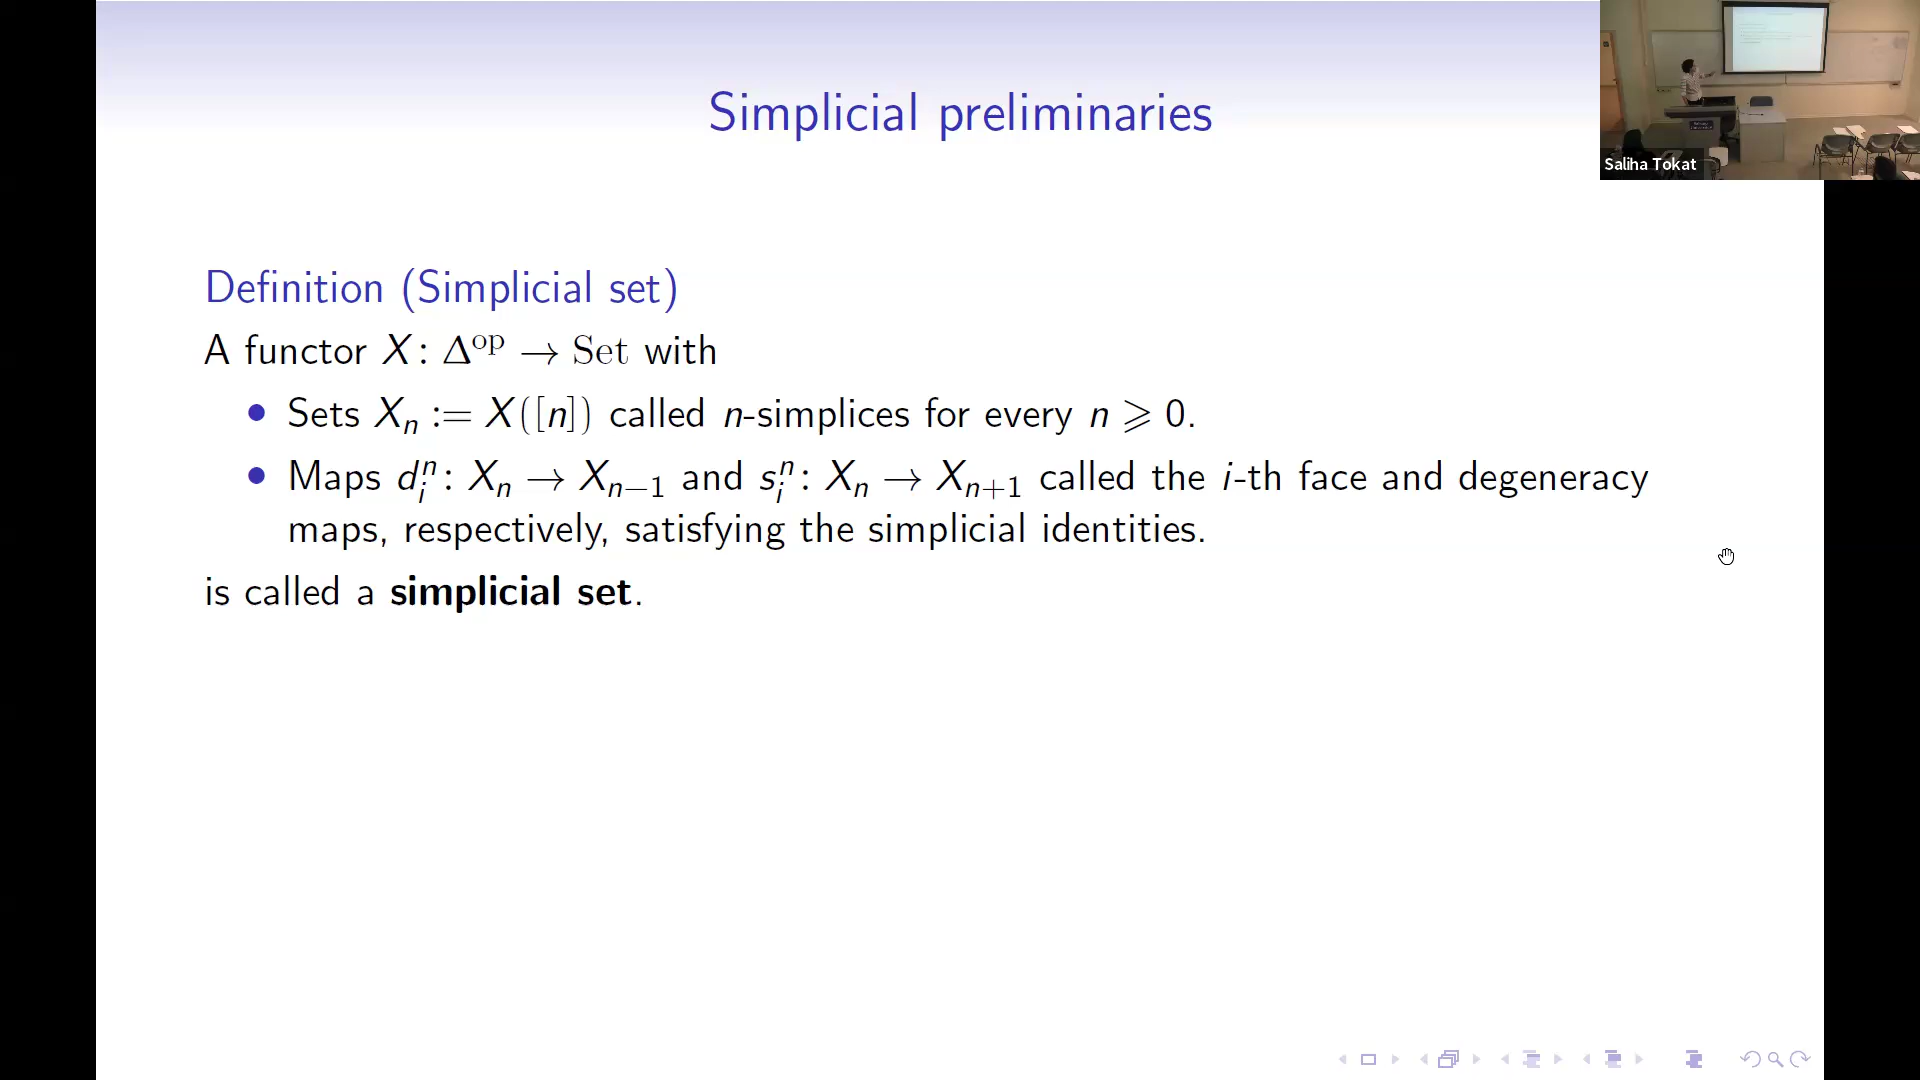 Simplicial preliminaries
Saliha Tokat
Definition (Simplicial set)
A functor X: Δ^op → Set with
• Sets X_n := X([n]) called n-simplices for every n ⩾ 0.
• Maps d_i^n: X_n → X_{n−1} and s_i^n: X_n → X_{n+1} called the i-th face and degeneracy
maps, respectively, satisfying the simplicial identities.
is called a simplicial set.